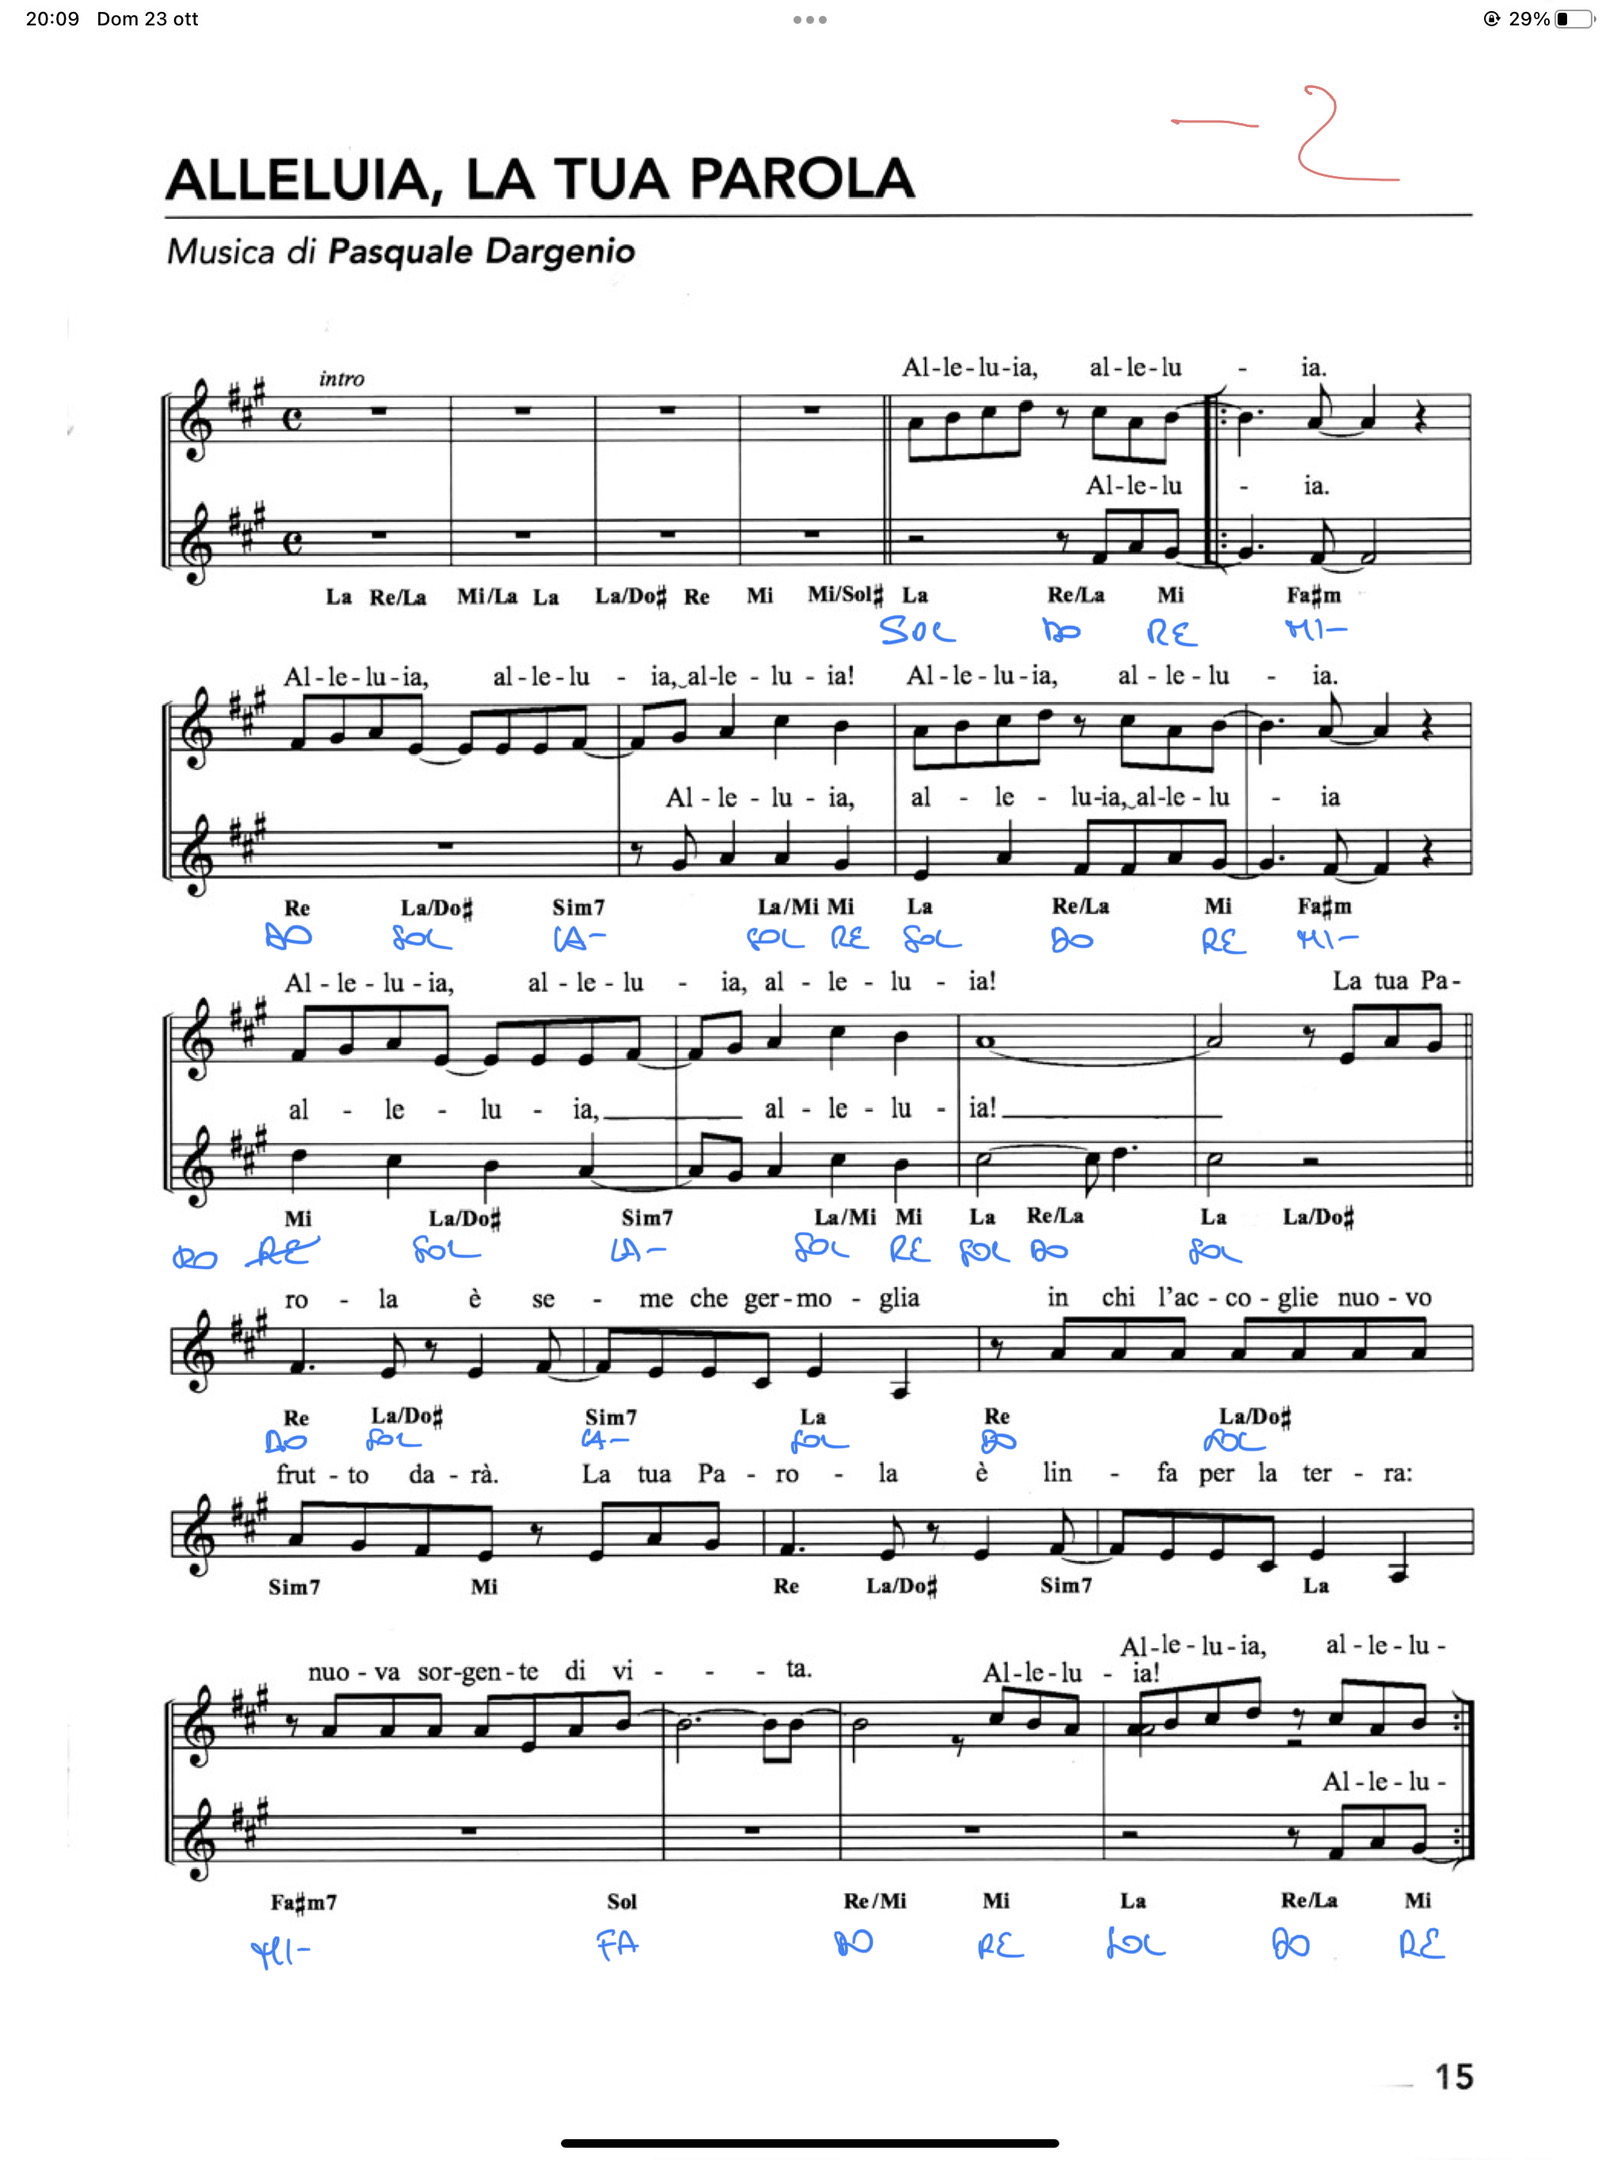 20:09 Dom 23 ott
29%
– 2
ALLELUIA, LA TUA PAROLA
Musica di Pasquale Dargenio
Al-le-lu-ia, al-le-lu - ia.
intro
Al-le-lu - ia.
La Re/La Mi/La La La/Do♯ Re Mi Mi/Sol♯ La Re/La Mi Fa♯m
SOL DO RE MI–
Al-le-lu-ia, al-le-lu - ia, al-le - lu - ia! Al-le-lu-ia, al-le-lu - ia.
Al-le-lu-ia, al - le - lu-ia, al-le-lu - ia
Re La/Do♯ Sim7 La/Mi Mi La Re/La Mi Fa♯m
DO SOL LA– SOL RE SOL DO RE MI–
Al-le-lu-ia, al-le-lu - ia, al - le - lu - ia! La tua Pa-
al - le - lu - ia, al - le - lu - ia!
Mi La/Do♯ Sim7 La/Mi Mi La Re/La La La/Do♯
DO RE SOL LA– SOL RE SOL DO SOL
ro - la è se - me che ger-mo - glia in chi l'ac-co-glie nuo-vo
Re La/Do♯ Sim7 La Re La/Do♯
DO SOL LA– SOL DO SOL
frut-to da-rà. La tua Pa - ro - la è lin - fa per la ter - ra:
Sim7 Mi Re La/Do♯ Sim7 La
Al-le-lu-ia, al-le-lu-
nuo-va sor-gen-te di vi - - - ta. Al-le-lu - ia!
Al-le-lu-
Fa♯m7 Sol Re/Mi Mi La Re/La Mi
MI– FA DO RE SOL DO RE
15